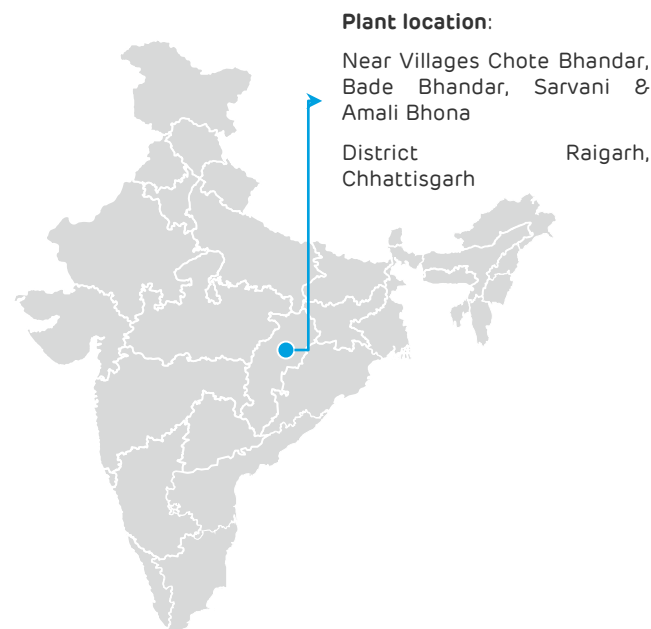 Plant location:
Near Villages Chote Bhandar,
Bade Bhandar, Sarvani &
Amali Bhona
District Raigarh,
Chhattisgarh